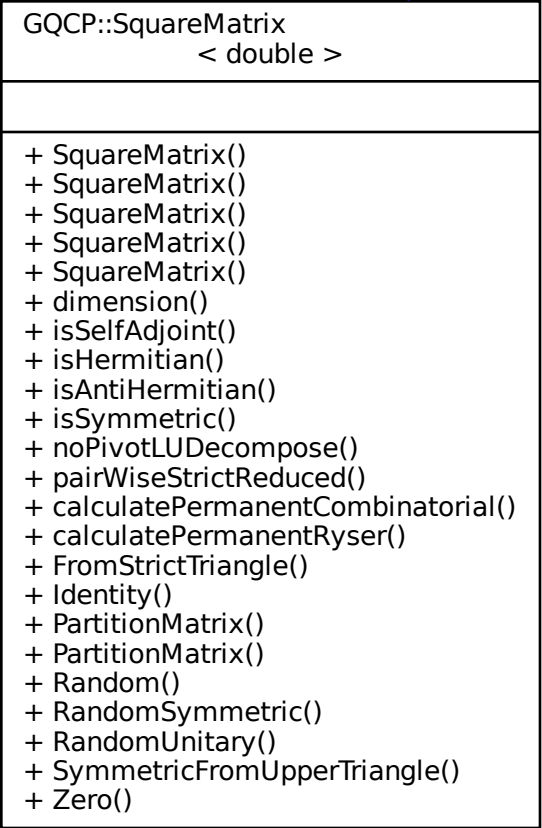 GQCP::SquareMatrix
< double >
+ SquareMatrix()
+ SquareMatrix()
+ SquareMatrix()
+ SquareMatrix()
+ SquareMatrix()
+ dimension()
+ isSelfAdjoint()
+ isHermitian()
+ isAntiHermitian()
+ isSymmetric()
+ noPivotLUDecompose()
+ pairWiseStrictReduced()
+ calculatePermanentCombinatorial()
+ calculatePermanentRyser()
+ FromStrictTriangle()
+ Identity()
+ PartitionMatrix()
+ PartitionMatrix()
+ Random()
+ RandomSymmetric()
+ RandomUnitary()
+ SymmetricFromUpperTriangle()
+ Zero()